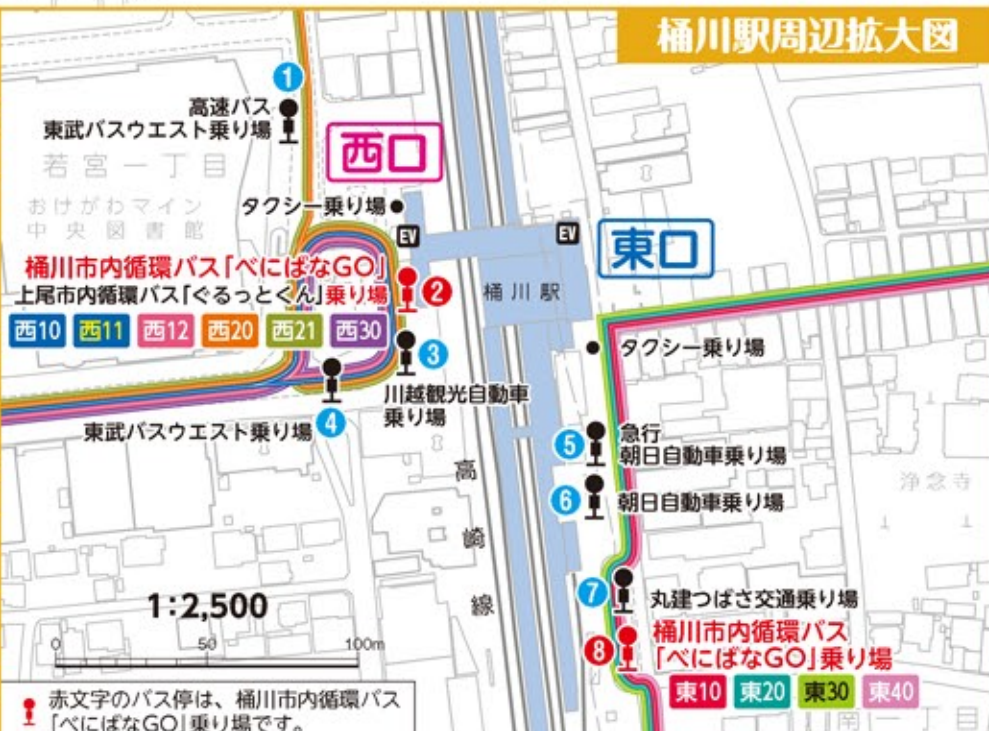 桶川駅周辺拡大図
1
高速バス
東武バスウエスト乗り場
西口
若宮一丁目
おけがわマイン
中央図書館
タクシー乗り場
EV
EV
東口
桶川市内循環バス「べにばなGO」
上尾市内循環バス「ぐるっとくん」乗り場
2
西10 西11 西12 西20 西21 西30
桶川駅
タクシー乗り場
3
川越観光自動車
乗り場
東武バスウエスト乗り場
4
5
急行
朝日自動車乗り場
6
朝日自動車乗り場
浄念寺
高崎線
7
丸建つばさ交通乗り場
8
桶川市内循環バス
「べにばなGO」乗り場
東10 東20 東30 東40
1:2,500
0 50 100m
赤文字のバス停は、桶川市内循環バス
「べにばなGO」乗り場です。
一丁目